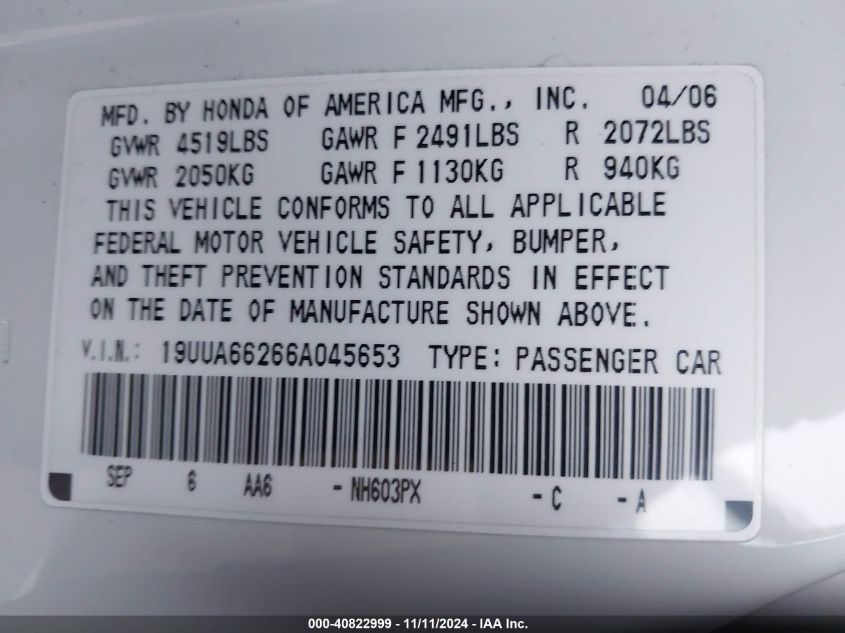 MFD. BY HONDA OF AMERICA MFG., INC. 04/06
GVWR 4519LBS GAWR F 2491LBS R 2072LBS
GVWR 2050KG GAWR F 1130KG R 940KG
THIS VEHICLE CONFORMS TO ALL APPLICABLE
FEDERAL MOTOR VEHICLE SAFETY, BUMPER,
AND THEFT PREVENTION STANDARDS IN EFFECT
ON THE DATE OF MANUFACTURE SHOWN ABOVE.
V.I.N.: 19UUA66266A045653 TYPE: PASSENGER CAR
SEP 6 AA6 - NH603PX - C - A
000-40822999 - 11/11/2024 - IAA Inc.